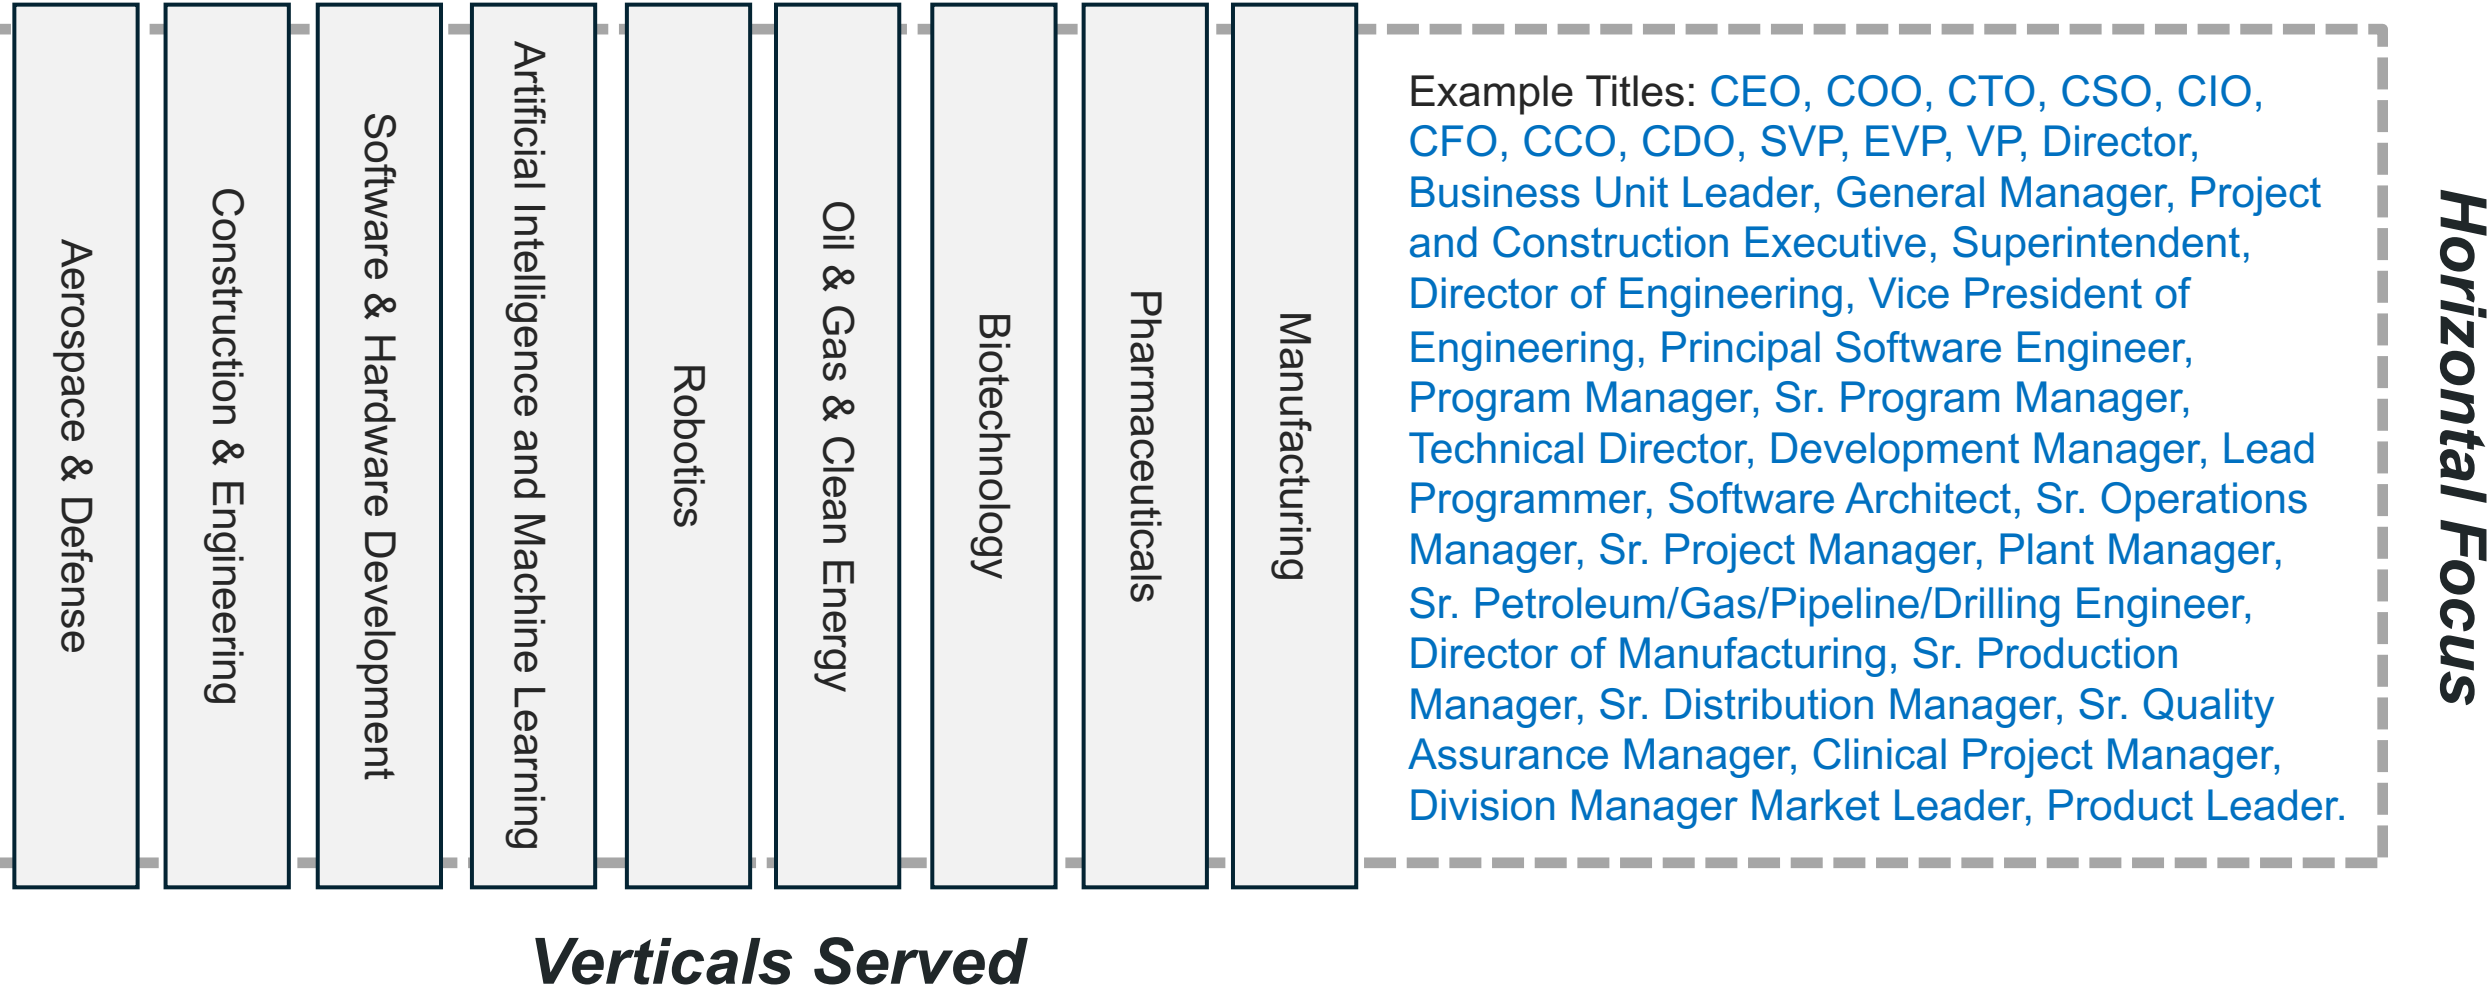 Aerospace & Defense
Construction & Engineering
Software & Hardware Development
Artificial Intelligence and Machine Learning
Robotics
Oil & Gas & Clean Energy
Biotechnology
Pharmaceuticals
Manufacturing
Example Titles: CEO, COO, CTO, CSO, CIO,
CFO, CCO, CDO, SVP, EVP, VP, Director,
Business Unit Leader, General Manager, Project
and Construction Executive, Superintendent,
Director of Engineering, Vice President of
Engineering, Principal Software Engineer,
Program Manager, Sr. Program Manager,
Technical Director, Development Manager, Lead
Programmer, Software Architect, Sr. Operations
Manager, Sr. Project Manager, Plant Manager,
Sr. Petroleum/Gas/Pipeline/Drilling Engineer,
Director of Manufacturing, Sr. Production
Manager, Sr. Distribution Manager, Sr. Quality
Assurance Manager, Clinical Project Manager,
Division Manager Market Leader, Product Leader.
Horizontal Focus
Verticals Served